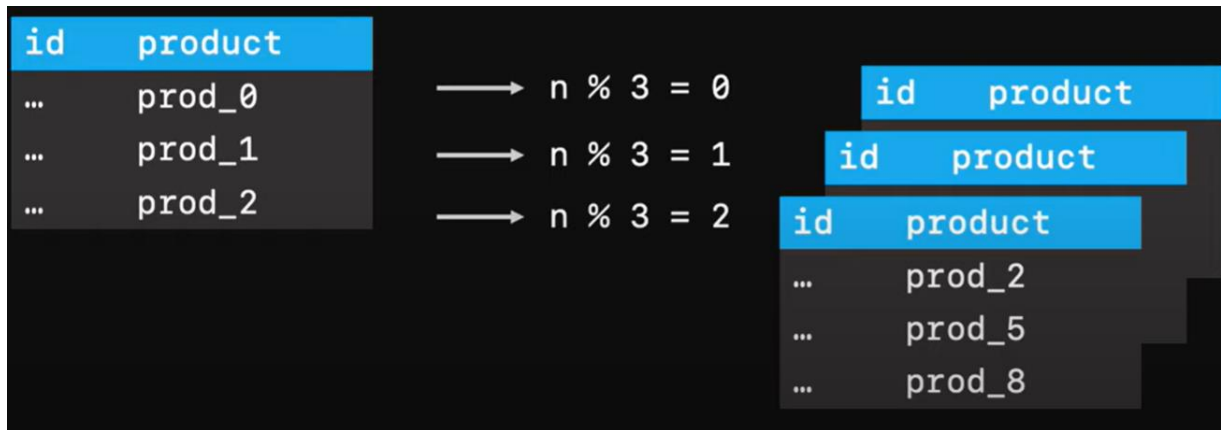 id product
… prod_0
… prod_1
… prod_2
n % 3 = 0
n % 3 = 1
n % 3 = 2
id product
id product
id product
… prod_2
… prod_5
… prod_8